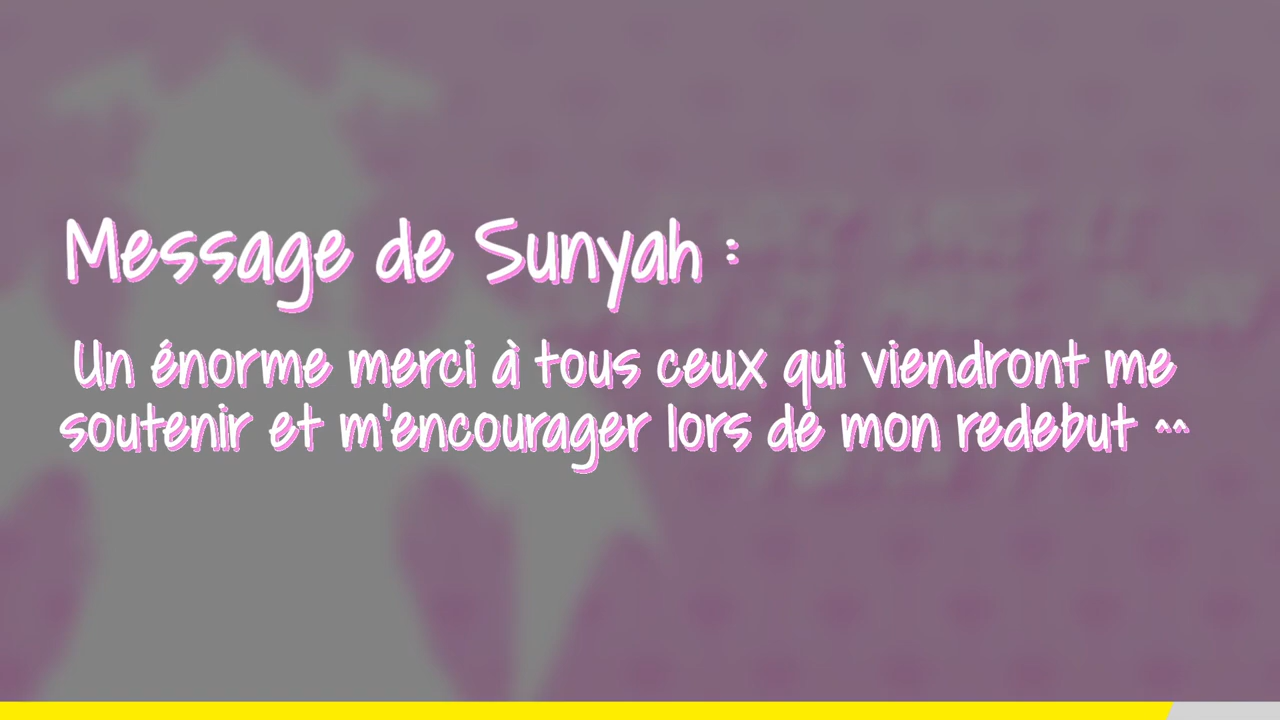 Message de Sunyah :
Un énorme merci à tous ceux qui viendront me
soutenir et m'encourager lors de mon redebut ^^